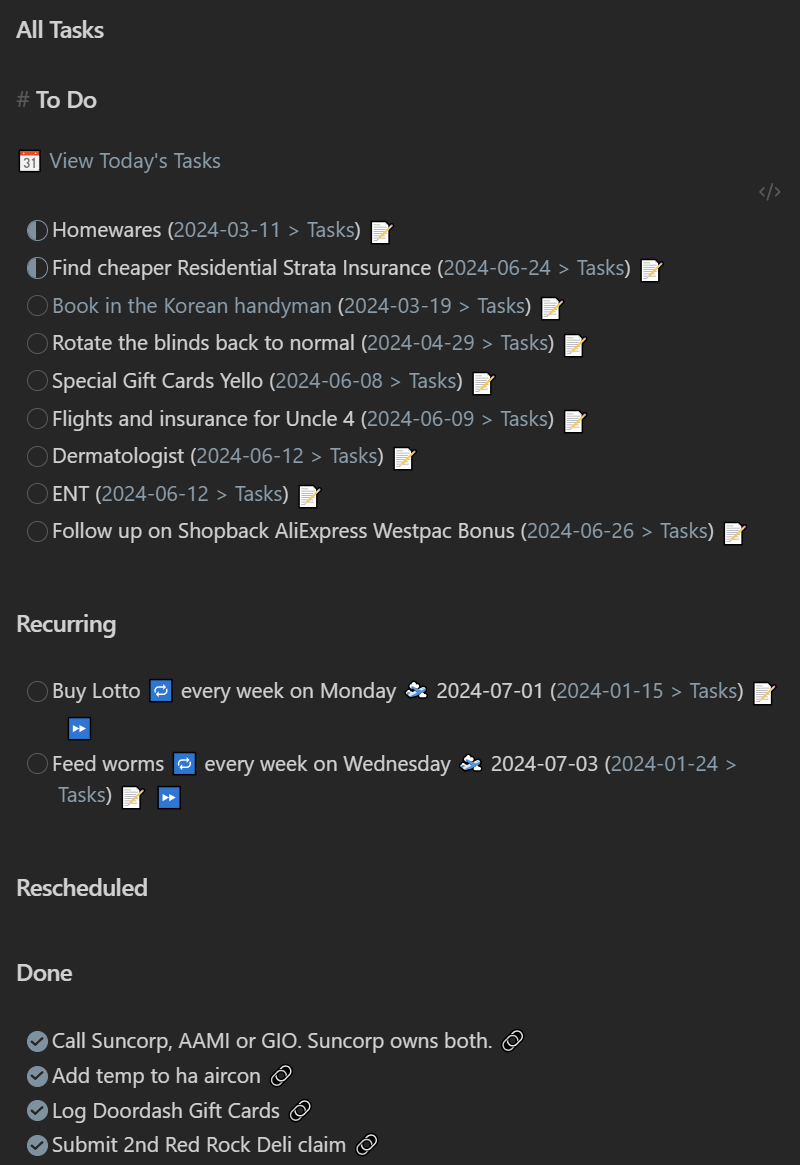 All Tasks
# To Do
View Today's Tasks
</>
Homewares (2024-03-11 > Tasks)
Find cheaper Residential Strata Insurance (2024-06-24 > Tasks)
Book in the Korean handyman (2024-03-19 > Tasks)
Rotate the blinds back to normal (2024-04-29 > Tasks)
Special Gift Cards Yello (2024-06-08 > Tasks)
Flights and insurance for Uncle 4 (2024-06-09 > Tasks)
Dermatologist (2024-06-12 > Tasks)
ENT (2024-06-12 > Tasks)
Follow up on Shopback AliExpress Westpac Bonus (2024-06-26 > Tasks)
Recurring
Buy Lotto 🔁 every week on Monday 🛫 2024-07-01 (2024-01-15 > Tasks)
Feed worms 🔁 every week on Wednesday 🛫 2024-07-03 (2024-01-24 >
Tasks)
Rescheduled
Done
Call Suncorp, AAMI or GIO. Suncorp owns both.
Add temp to ha aircon
Log Doordash Gift Cards
Submit 2nd Red Rock Deli claim